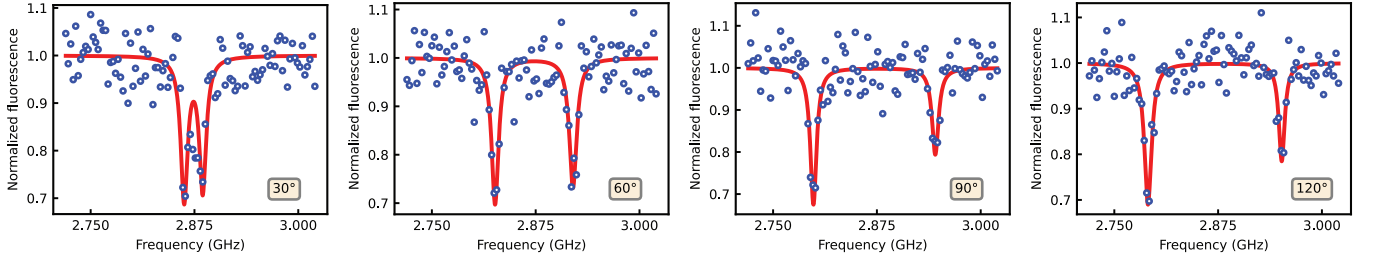 Normalized fluorescence
1.1
1.0
0.9
0.8
0.7
30°
2.750 2.875 3.000
Frequency (GHz)
Normalized fluorescence
1.1
1.0
0.9
0.8
0.7
60°
2.750 2.875 3.000
Frequency (GHz)
Normalized fluorescence
1.1
1.0
0.9
0.8
0.7
90°
2.750 2.875 3.000
Frequency (GHz)
Normalized fluorescence
1.1
1.0
0.9
0.8
0.7
120°
2.750 2.875 3.000
Frequency (GHz)